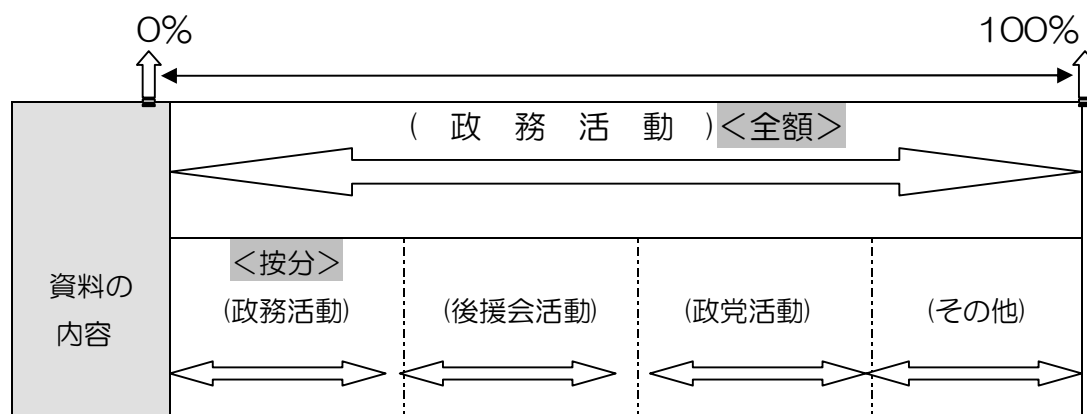 0% 100%
( 政 務 活 動 )＜全額＞
＜按分＞
資料の
内容
(政務活動) (後援会活動) (政党活動) (その他)